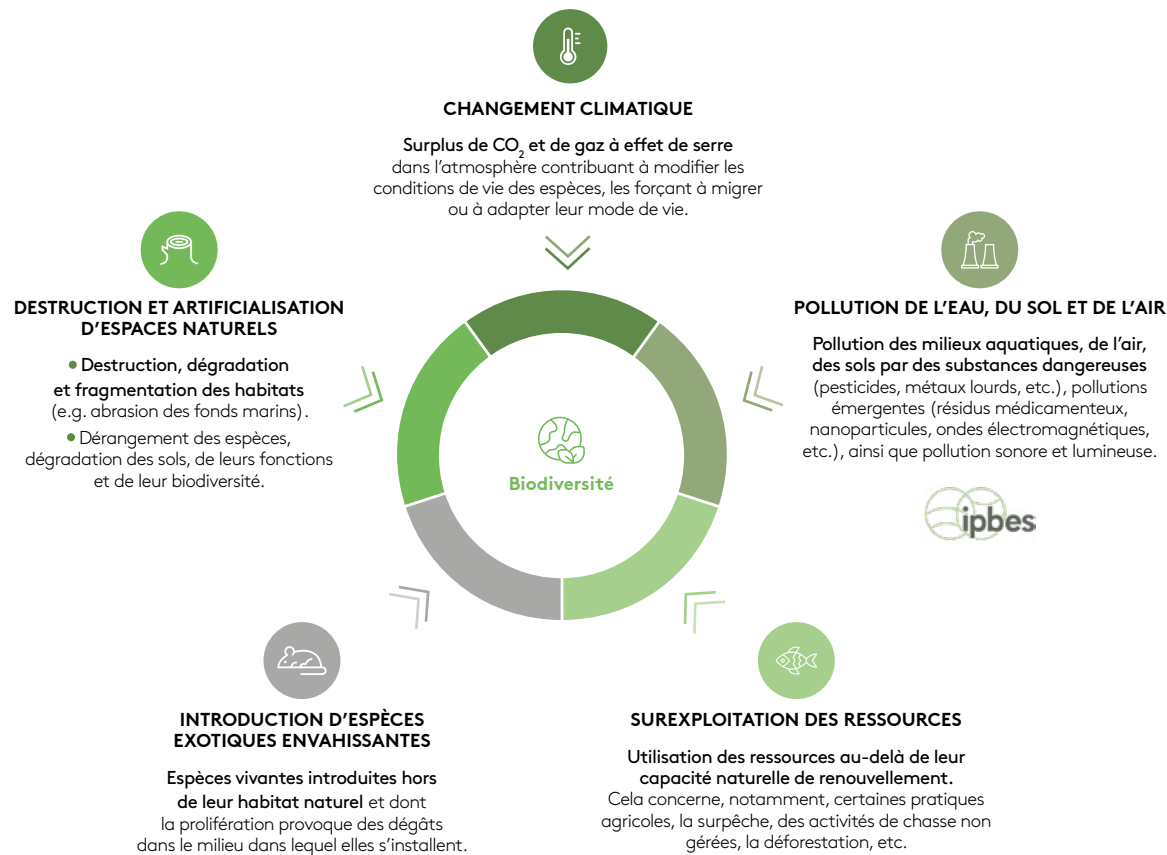 CHANGEMENT CLIMATIQUE
Surplus de CO₂ et de gaz à effet de serre
dans l’atmosphère contribuant à modifier les
conditions de vie des espèces, les forçant à migrer
ou à adapter leur mode de vie.
DESTRUCTION ET ARTIFICIALISATION
D’ESPACES NATURELS
• Destruction, dégradation
et fragmentation des habitats
(e.g. abrasion des fonds marins).
• Dérangement des espèces,
dégradation des sols, de leurs fonctions
et de leur biodiversité.
POLLUTION DE L’EAU, DU SOL ET DE L’AIR
Pollution des milieux aquatiques, de l’air,
des sols par des substances dangereuses
(pesticides, métaux lourds, etc.), pollutions
émergentes (résidus médicamenteux,
nanoparticules, ondes électromagnétiques,
etc.), ainsi que pollution sonore et lumineuse.
Biodiversité
ipbes
INTRODUCTION D’ESPÈCES
EXOTIQUES ENVAHISSANTES
Espèces vivantes introduites hors
de leur habitat naturel et dont
la prolifération provoque des dégâts
dans le milieu dans lequel elles s’installent.
SUREXPLOITATION DES RESSOURCES
Utilisation des ressources au-delà de leur
capacité naturelle de renouvellement.
Cela concerne, notamment, certaines pratiques
agricoles, la surpêche, des activités de chasse non
gérées, la déforestation, etc.